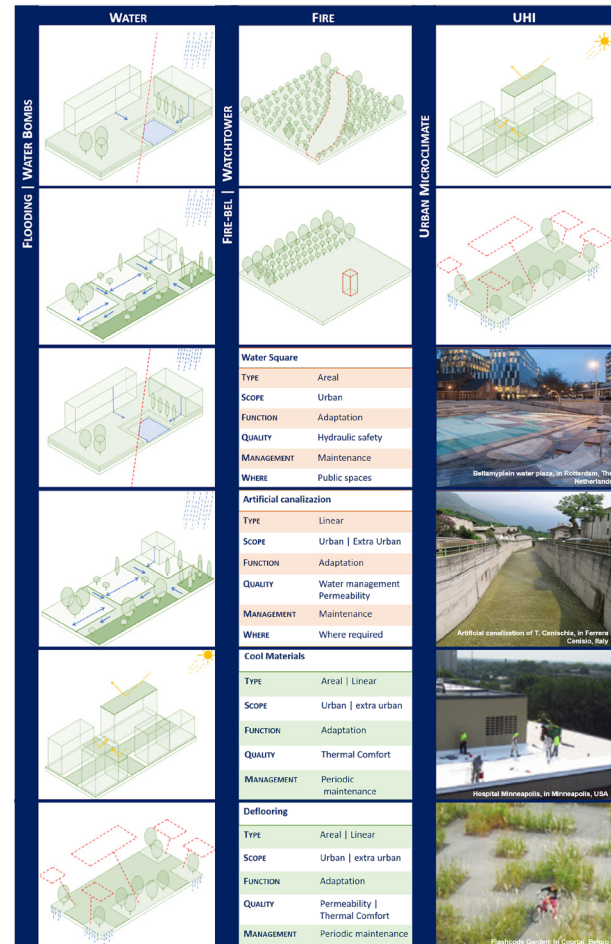 WATER
FIRE
UHI
FLOODING | WATER BOMBS
FIRE-BEL | WATCHTOWER
URBAN MICROCLIMATE
Water Square
TYPE Areal
SCOPE Urban
FUNCTION Adaptation
QUALITY Hydraulic safety
MANAGEMENT Maintenance
WHERE Public spaces
Bellamyplein water plaza, in Rotterdam, The
Netherlands
Artificial canalizazion
TYPE Linear
SCOPE Urban | Extra Urban
FUNCTION Adaptation
QUALITY Water management
Permeability
MANAGEMENT Maintenance
WHERE Where required
Artificial canalization of T. Cenischia, in Ferrera
Cenisio, Italy
Cool Materials
TYPE Areal | Linear
SCOPE Urban | extra urban
FUNCTION Adaptation
QUALITY Thermal Comfort
MANAGEMENT Periodic
maintenance
Hospital Minneapolis, in Minneapolis, USA
Deflooring
TYPE Areal | Linear
SCOPE Urban | extra urban
FUNCTION Adaptation
QUALITY Permeability |
Thermal Comfort
MANAGEMENT Periodic maintenance
Garden, in